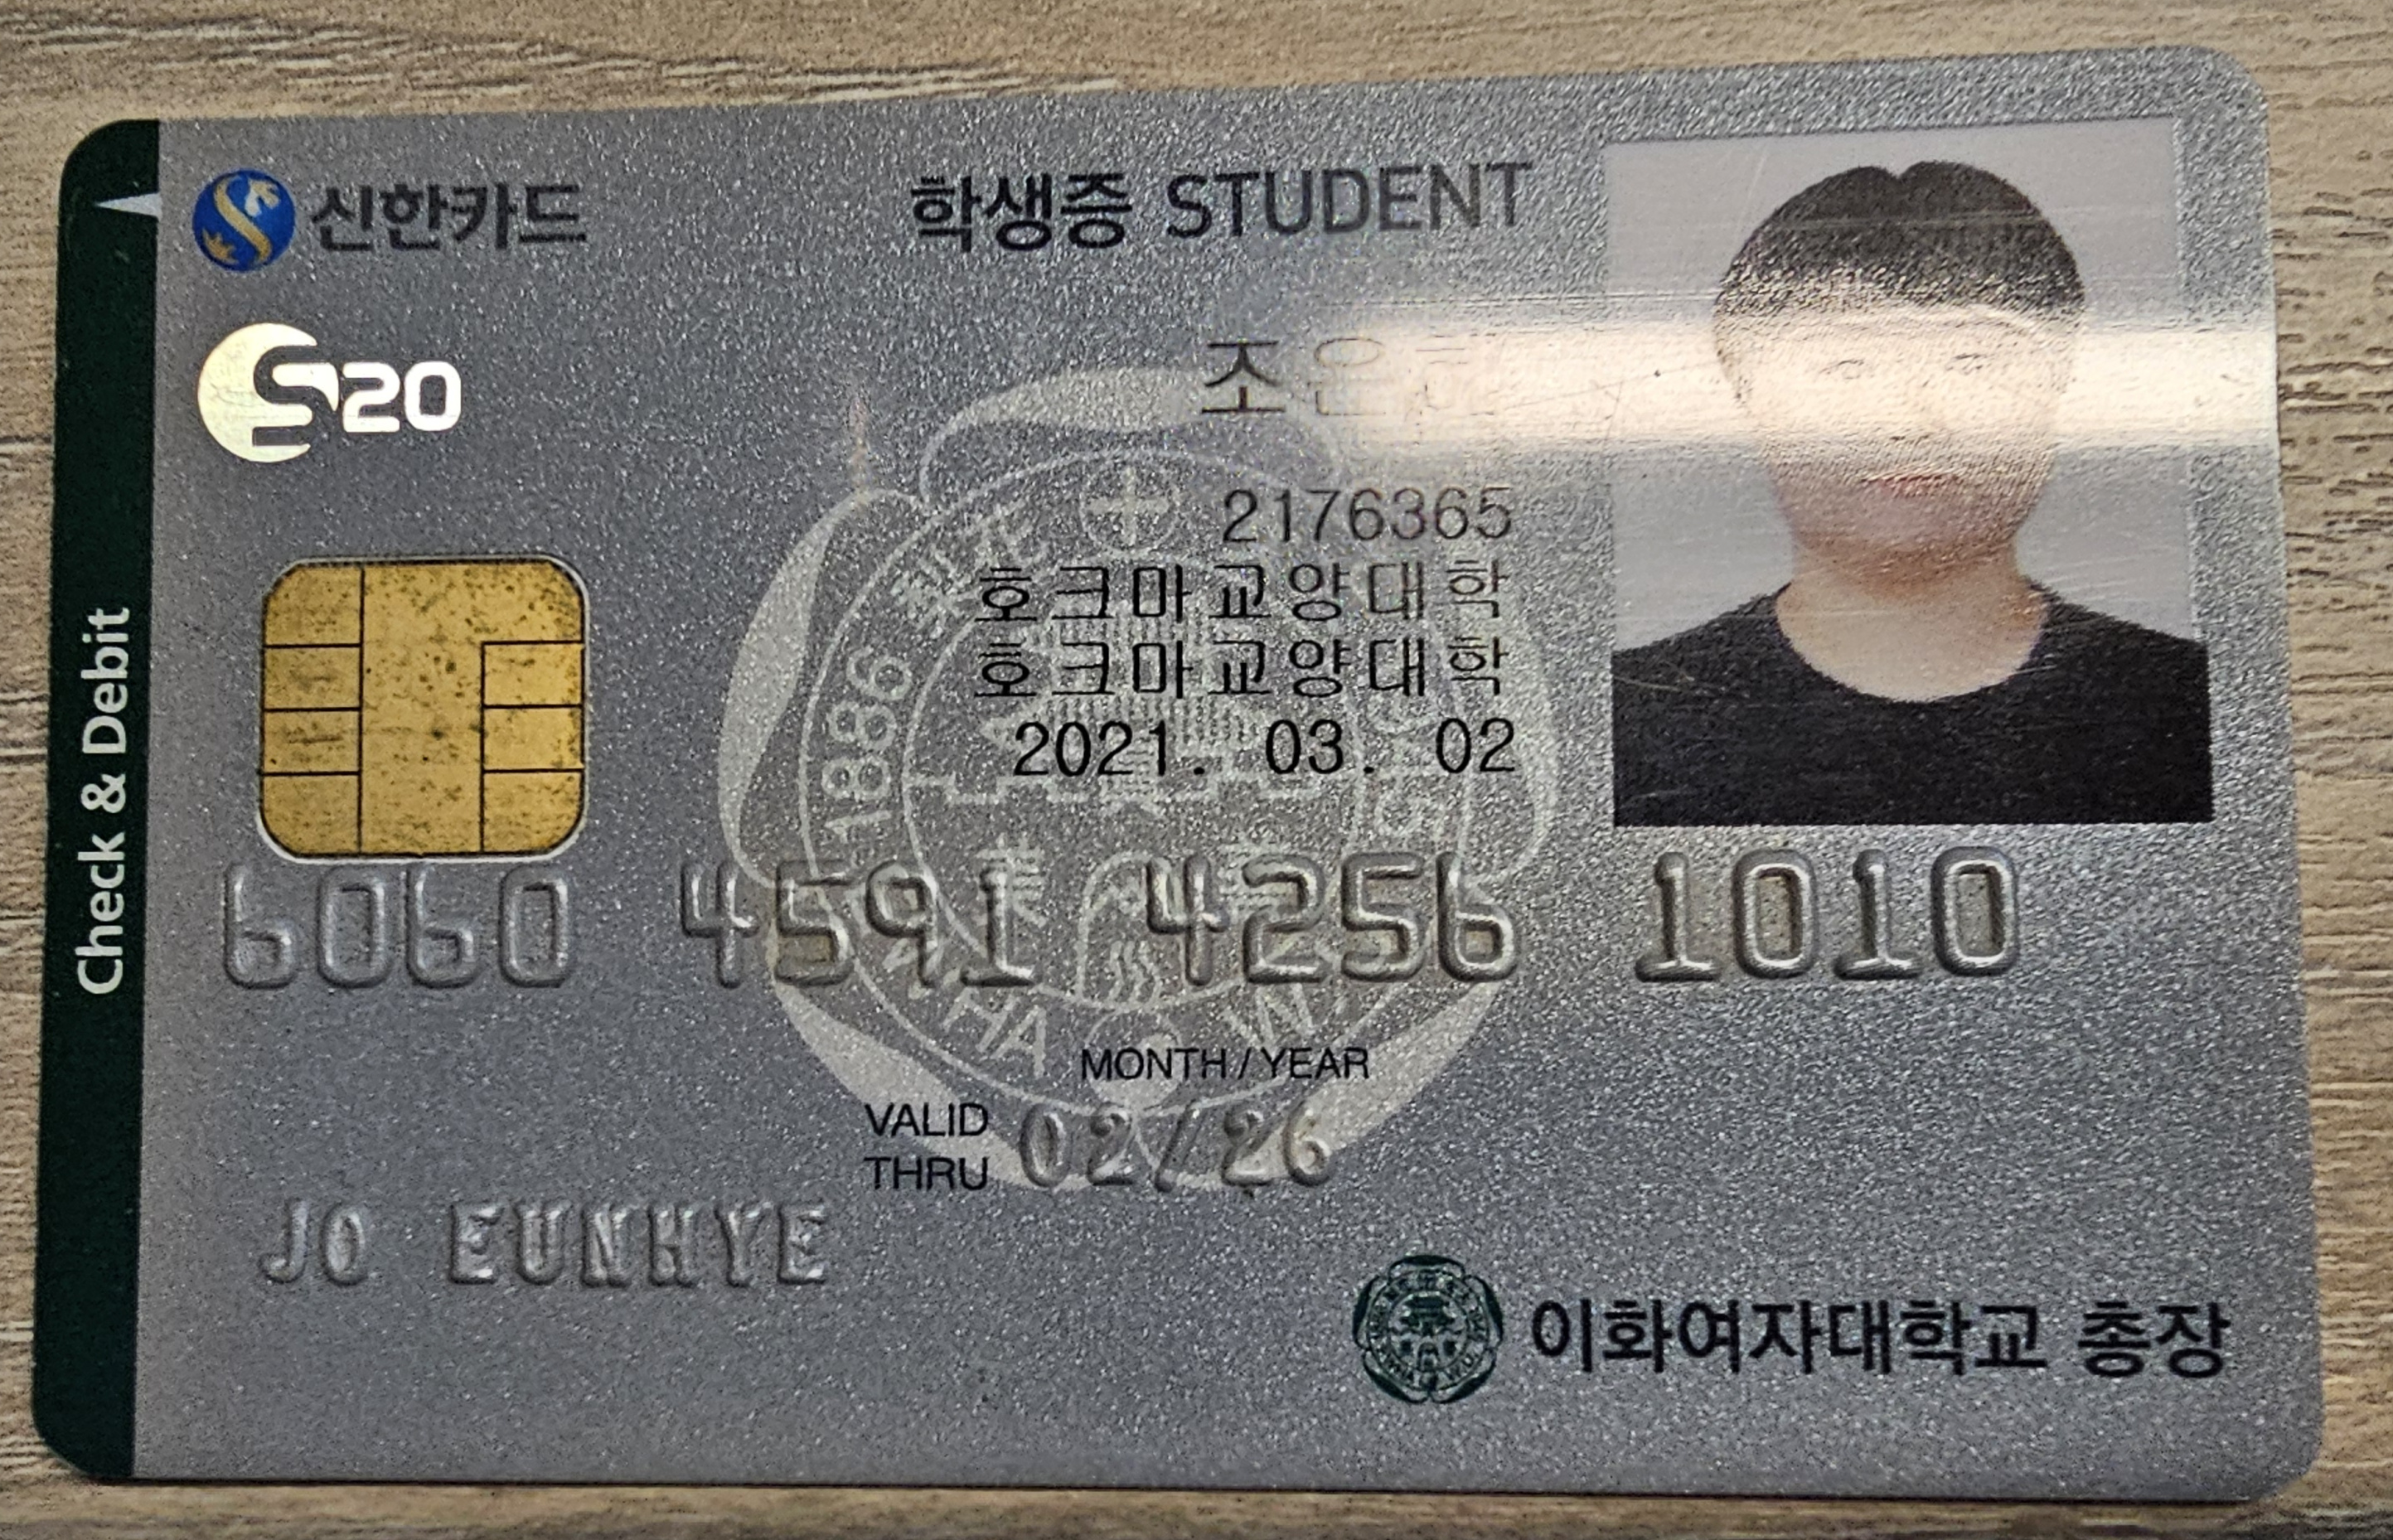 신한카드
학생증 STUDENT
S20
조은혜
2176365
호크마교양대학
호크마교양대학
2021. 03. 02
Check & Debit
1886
6060 4591 4256 1010
MONTH / YEAR
VALID THRU 02/26
JO EUNHYE
이화여자대학교 총장